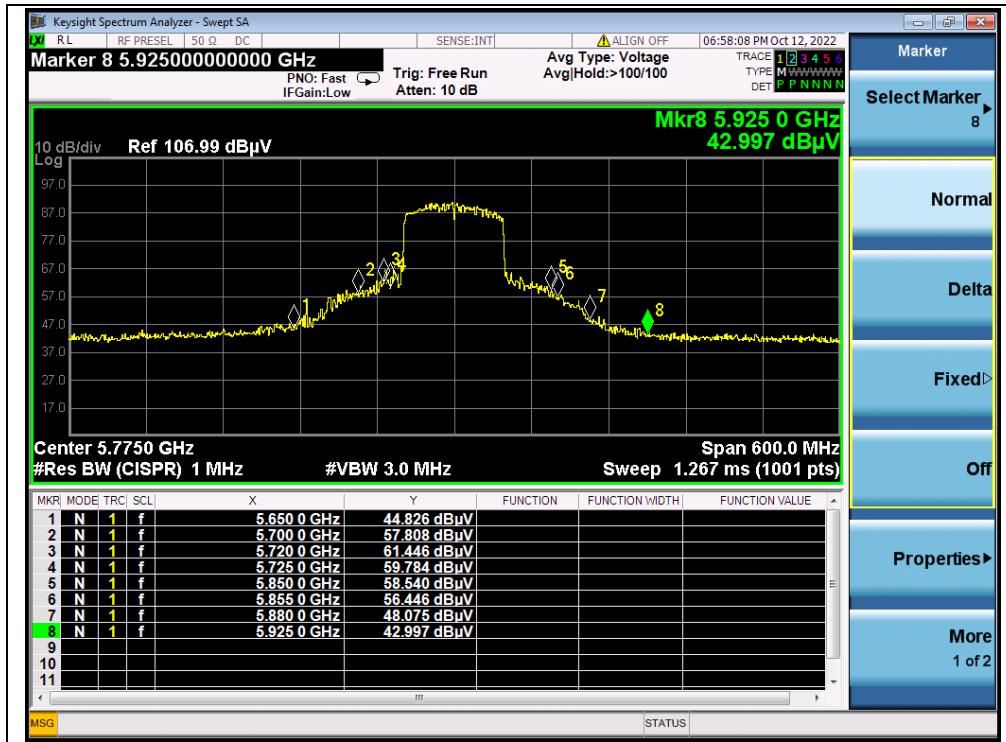 Keysight Spectrum Analyzer - Swept SA
LXI RL RF PRESEL 50 Ω DC SENSE:INT ALIGN OFF 06:58:08 PM Oct 12, 2022
Marker 8 5.925000000000 GHz
PNO: Fast
IFGain:Low
Trig: Free Run
Atten: 10 dB
Avg Type: Voltage
Avg|Hold:>100/100
TRACE 1 2 3 4 5 6
TYPE M WWWWW
DET P P N N N N
Mkr8 5.925 0 GHz
42.997 dBµV
10 dB/div Ref 106.99 dBµV
Log
97.0
87.0
77.0
67.0
57.0
47.0
37.0
27.0
17.0
1
2
3
4
5
6
7
8
Center 5.7750 GHz Span 600.0 MHz
#Res BW (CISPR) 1 MHz #VBW 3.0 MHz Sweep 1.267 ms (1001 pts)
MKR MODE TRC SCL X Y FUNCTION FUNCTION WIDTH FUNCTION VALUE
1 N 1 f 5.650 0 GHz 44.826 dBµV
2 N 1 f 5.700 0 GHz 57.808 dBµV
3 N 1 f 5.720 0 GHz 61.446 dBµV
4 N 1 f 5.725 0 GHz 59.784 dBµV
5 N 1 f 5.850 0 GHz 58.540 dBµV
6 N 1 f 5.855 0 GHz 56.446 dBµV
7 N 1 f 5.880 0 GHz 48.075 dBµV
8 N 1 f 5.925 0 GHz 42.997 dBµV
9
10
11
MSG STATUS
Marker
Select Marker
8
Normal
Delta
Fixed
Off
Properties
More
1 of 2